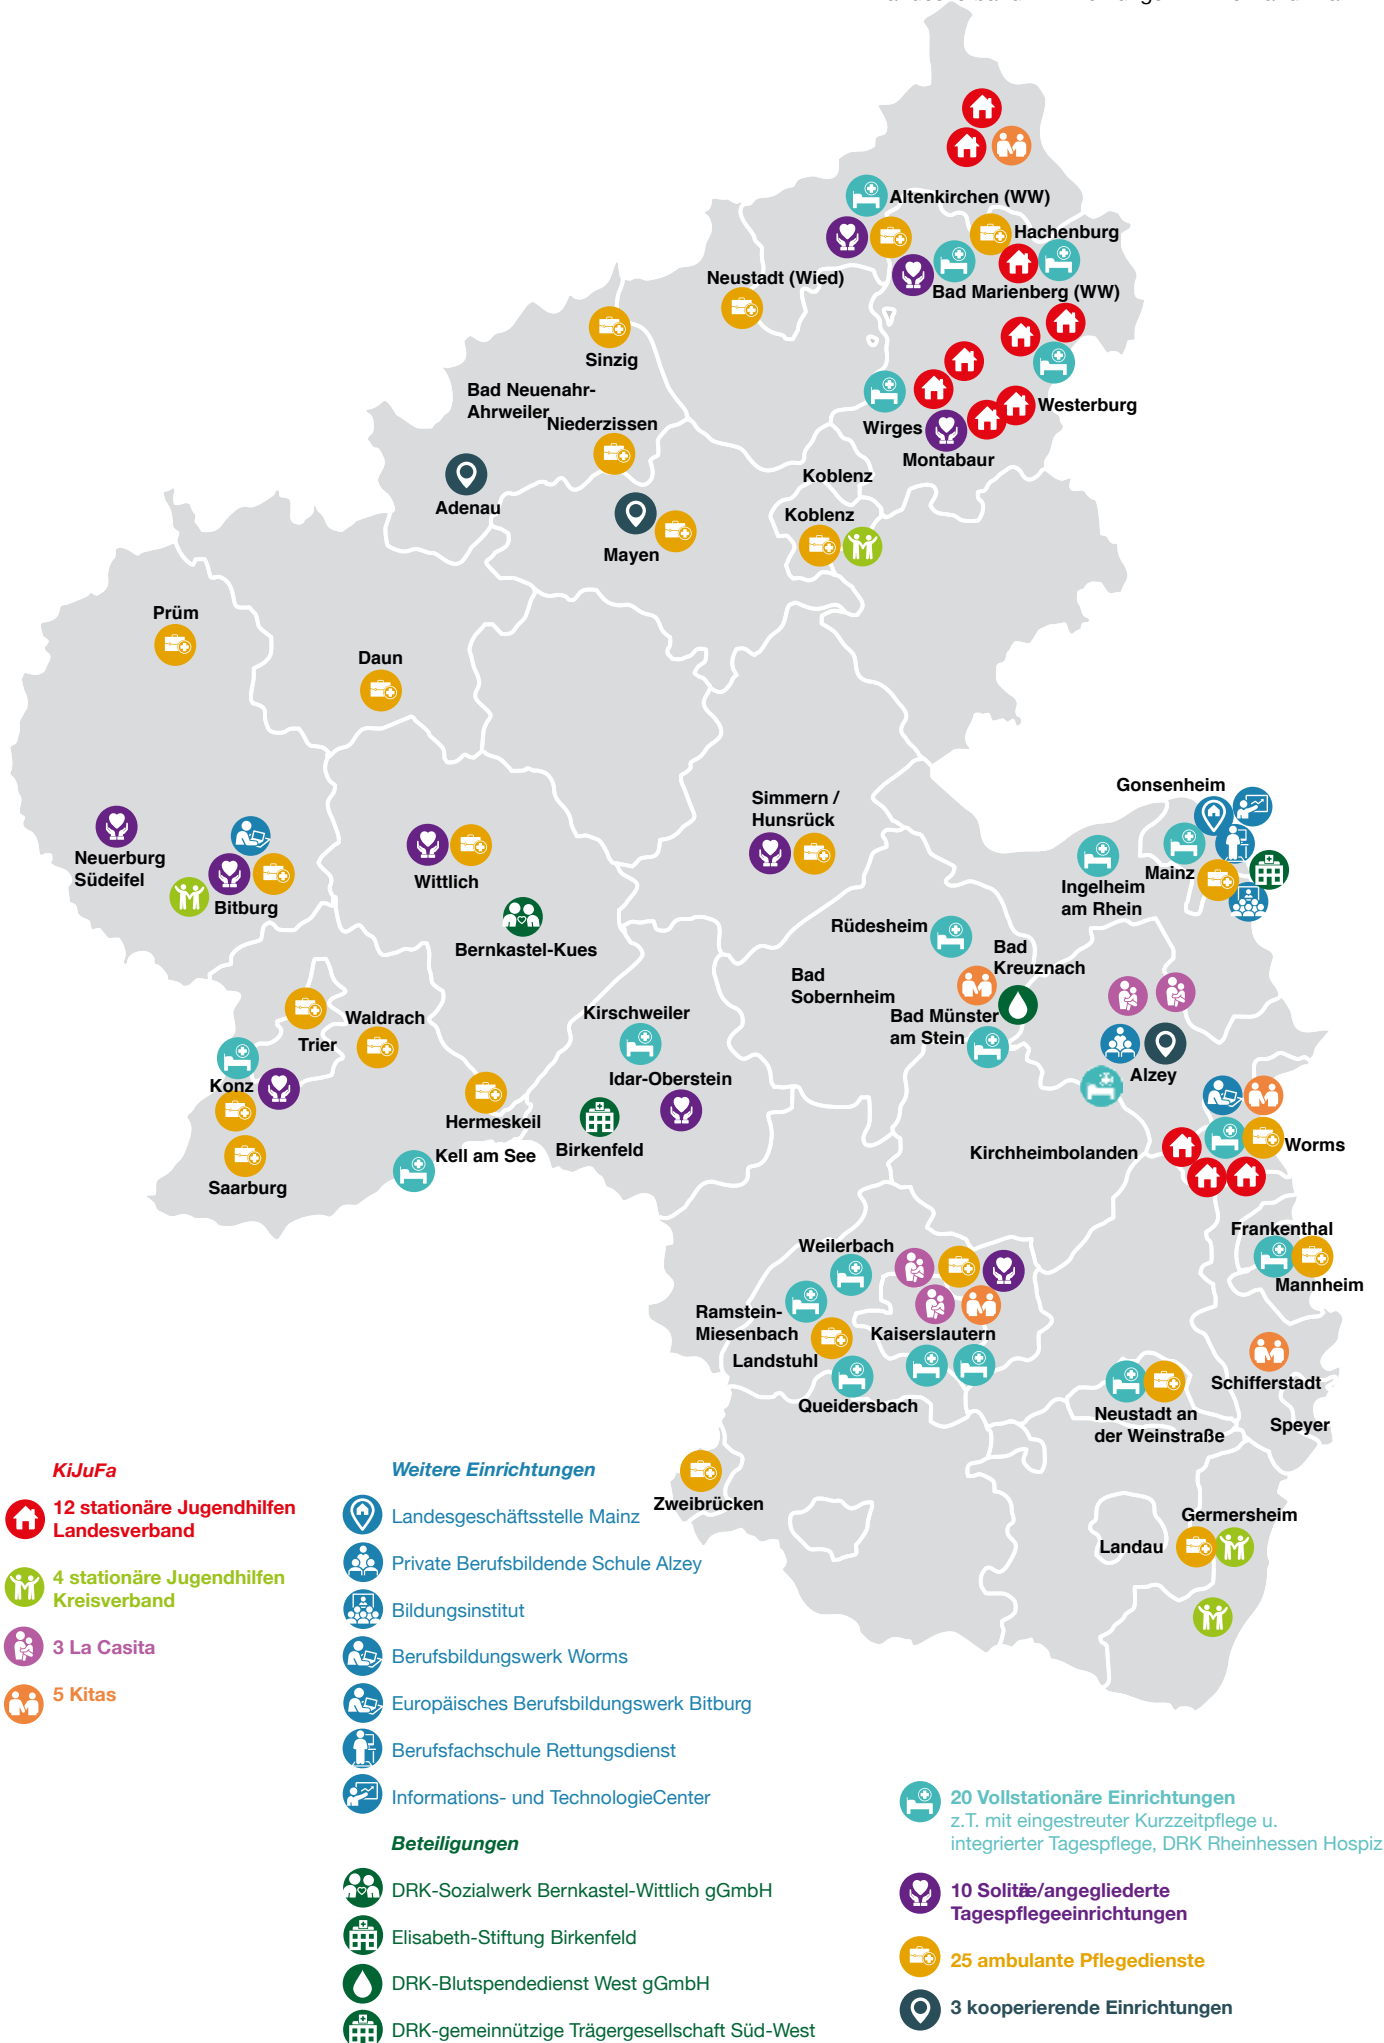 Altenkirchen (WW)
Hachenburg
Neustadt (Wied)
Bad Marienberg (WW)
Sinzig
Bad Neuenahr-
Ahrweiler
Niederzissen
Westerburg
Wirges
Montabaur
Koblenz
Adenau
Koblenz
Mayen
Prüm
Daun
Gonsenheim
Simmern /
Hunsrück
Neuerburg
Südeifel
Mainz
Ingelheim
am Rhein
Wittlich
Bitburg
Rüdesheim
Bernkastel-Kues
Bad
Kreuznach
Bad
Sobernheim
Kirschweiler
Bad Münster
am Stein
Waldrach
Trier
Alzey
Idar-Oberstein
Konz
Hermeskeil
Birkenfeld
Kell am See
Kirchheimbolanden
Worms
Saarburg
Frankenthal
Weilerbach
Mannheim
Ramstein-
Miesenbach
Kaiserslautern
Landstuhl
Schifferstadt
Queidersbach
Neustadt an
der Weinstraße
Speyer
Zweibrücken
Germersheim
Landau
KiJuFa
12 stationäre Jugendhilfen
Landesverband
4 stationäre Jugendhilfen
Kreisverband
3 La Casita
5 Kitas
Weitere Einrichtungen
Landesgeschäftsstelle Mainz
Private Berufsbildende Schule Alzey
Bildungsinstitut
Berufsbildungswerk Worms
Europäisches Berufsbildungswerk Bitburg
Berufsfachschule Rettungsdienst
Informations- und TechnologieCenter
Beteiligungen
DRK-Sozialwerk Bernkastel-Wittlich gGmbH
Elisabeth-Stiftung Birkenfeld
DRK-Blutspendedienst West gGmbH
DRK-gemeinnützige Trägergesellschaft Süd-West
20 Vollstationäre Einrichtungen
z.T. mit eingestreuter Kurzzeitpflege u.
integrierter Tagespflege, DRK Rheinhessen Hospiz
10 Solitäre/angegliederte
Tagespflegeeinrichtungen
25 ambulante Pflegedienste
3 kooperierende Einrichtungen